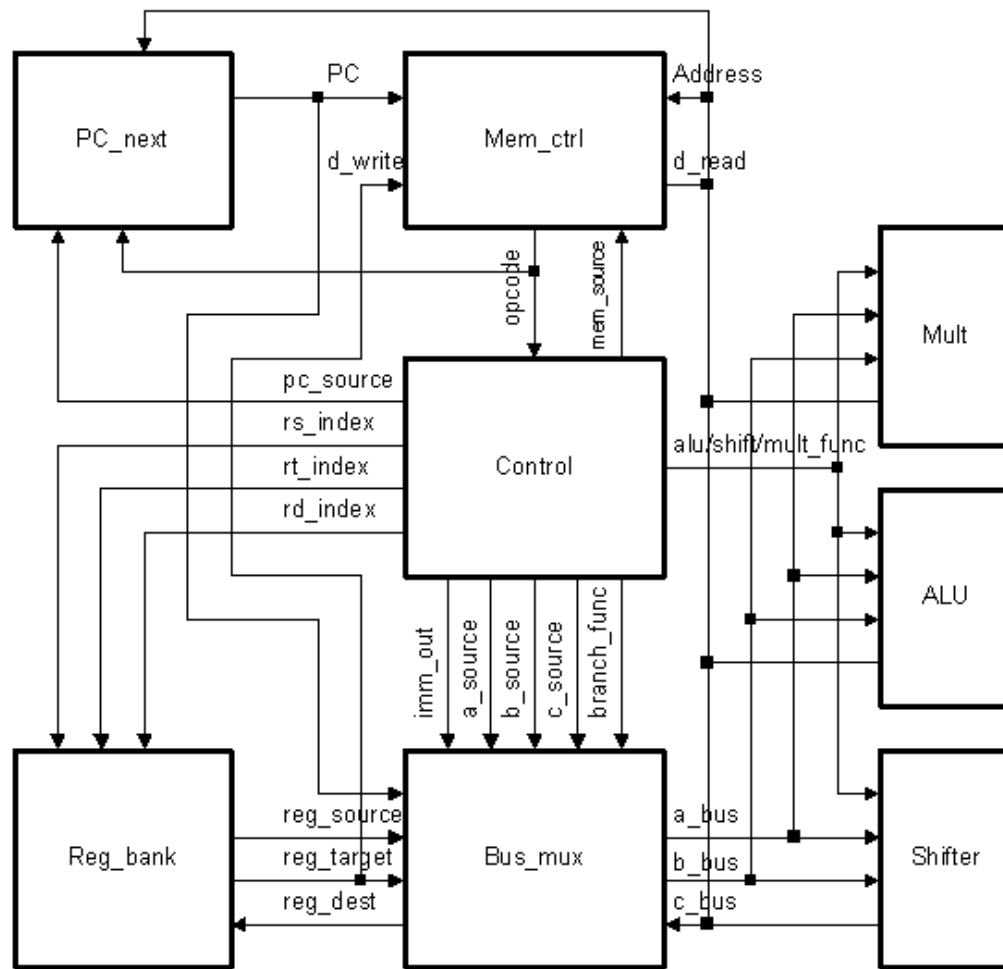 PC
Address
PC_next
Mem_ctrl
d_write
d_read
opcode
mem_source
Mult
pc_source
rs_index
alu/shift/mult_func
rt_index
Control
rd_index
ALU
imm_out
a_source
b_source
c_source
branch_func
reg_source
a_bus
Reg_bank
reg_target
Bus_mux
b_bus
Shifter
reg_dest
c_bus